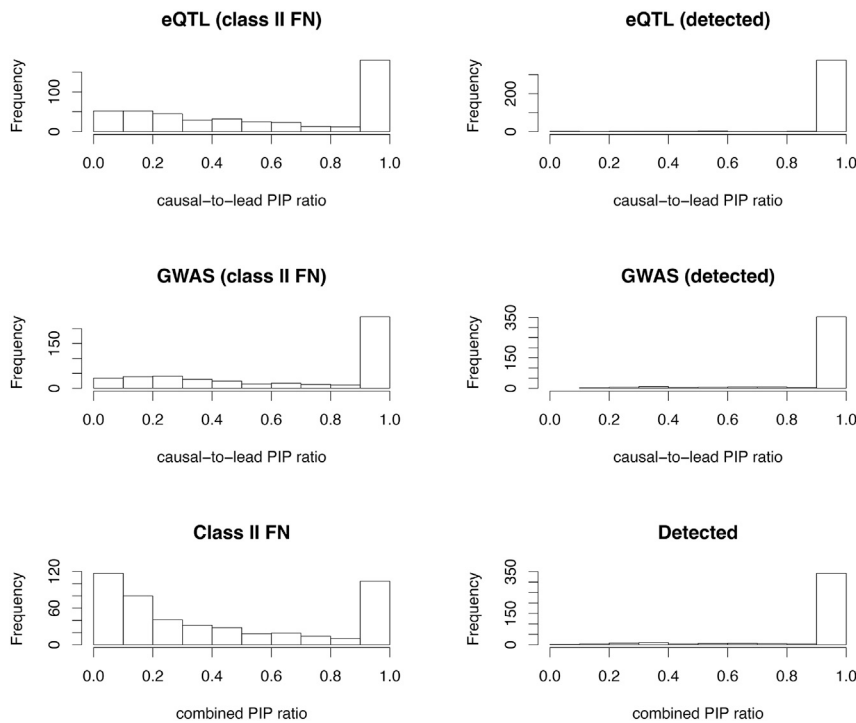 eQTL (class II FN)
Frequency
0 100
0.0 0.2 0.4 0.6 0.8 1.0
causal−to−lead PIP ratio
eQTL (detected)
Frequency
0 200
0.0 0.2 0.4 0.6 0.8 1.0
causal−to−lead PIP ratio
GWAS (class II FN)
Frequency
0 150
0.0 0.2 0.4 0.6 0.8 1.0
causal−to−lead PIP ratio
GWAS (detected)
Frequency
0 150 350
0.0 0.2 0.4 0.6 0.8 1.0
causal−to−lead PIP ratio
Class II FN
Frequency
0 60 120
0.0 0.2 0.4 0.6 0.8 1.0
combined PIP ratio
Detected
Frequency
0 150 350
0.0 0.2 0.4 0.6 0.8 1.0
combined PIP ratio